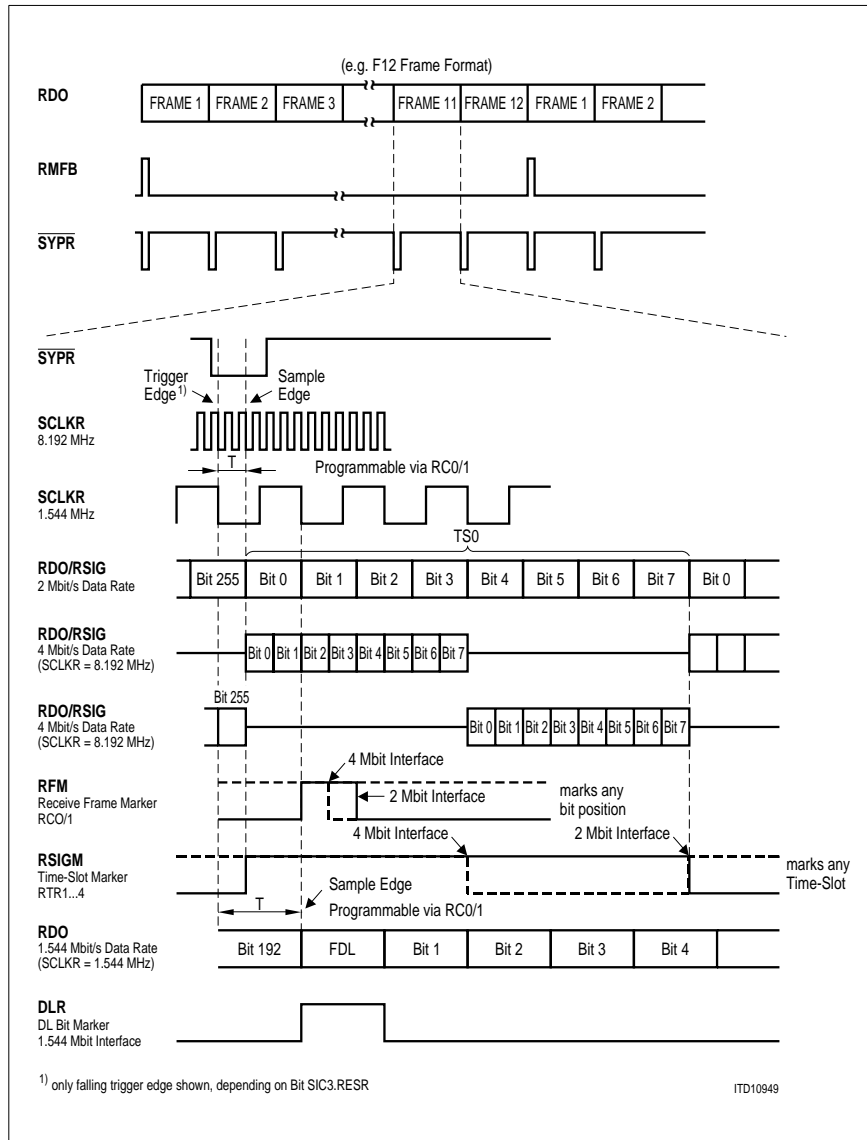 (e.g. F12 Frame Format)
RDO
FRAME 1 FRAME 2 FRAME 3 FRAME 11 FRAME 12 FRAME 1 FRAME 2
RMFB
SYPR
SYPR
Trigger Edge 1)
Sample Edge
SCLKR
8.192 MHz
T
Programmable via RC0/1
SCLKR
1.544 MHz
TS0
RDO/RSIG
2 Mbit/s Data Rate
Bit 255 Bit 0 Bit 1 Bit 2 Bit 3 Bit 4 Bit 5 Bit 6 Bit 7 Bit 0
RDO/RSIG
4 Mbit/s Data Rate
(SCLKR = 8.192 MHz)
Bit 0 Bit 1 Bit 2 Bit 3 Bit 4 Bit 5 Bit 6 Bit 7
Bit 255
RDO/RSIG
4 Mbit/s Data Rate
(SCLKR = 8.192 MHz)
Bit 0 Bit 1 Bit 2 Bit 3 Bit 4 Bit 5 Bit 6 Bit 7
4 Mbit Interface
RFM
Receive Frame Marker
RCO/1
2 Mbit Interface
marks any
bit position
4 Mbit Interface
2 Mbit Interface
RSIGM
Time-Slot Marker
RTR1...4
marks any
Time-Slot
T
Sample Edge
Programmable via RC0/1
RDO
1.544 Mbit/s Data Rate
(SCLKR = 1.544 MHz)
Bit 192 FDL Bit 1 Bit 2 Bit 3 Bit 4
DLR
DL Bit Marker
1.544 Mbit Interface
1) only falling trigger edge shown, depending on Bit SIC3.RESR
ITD10949